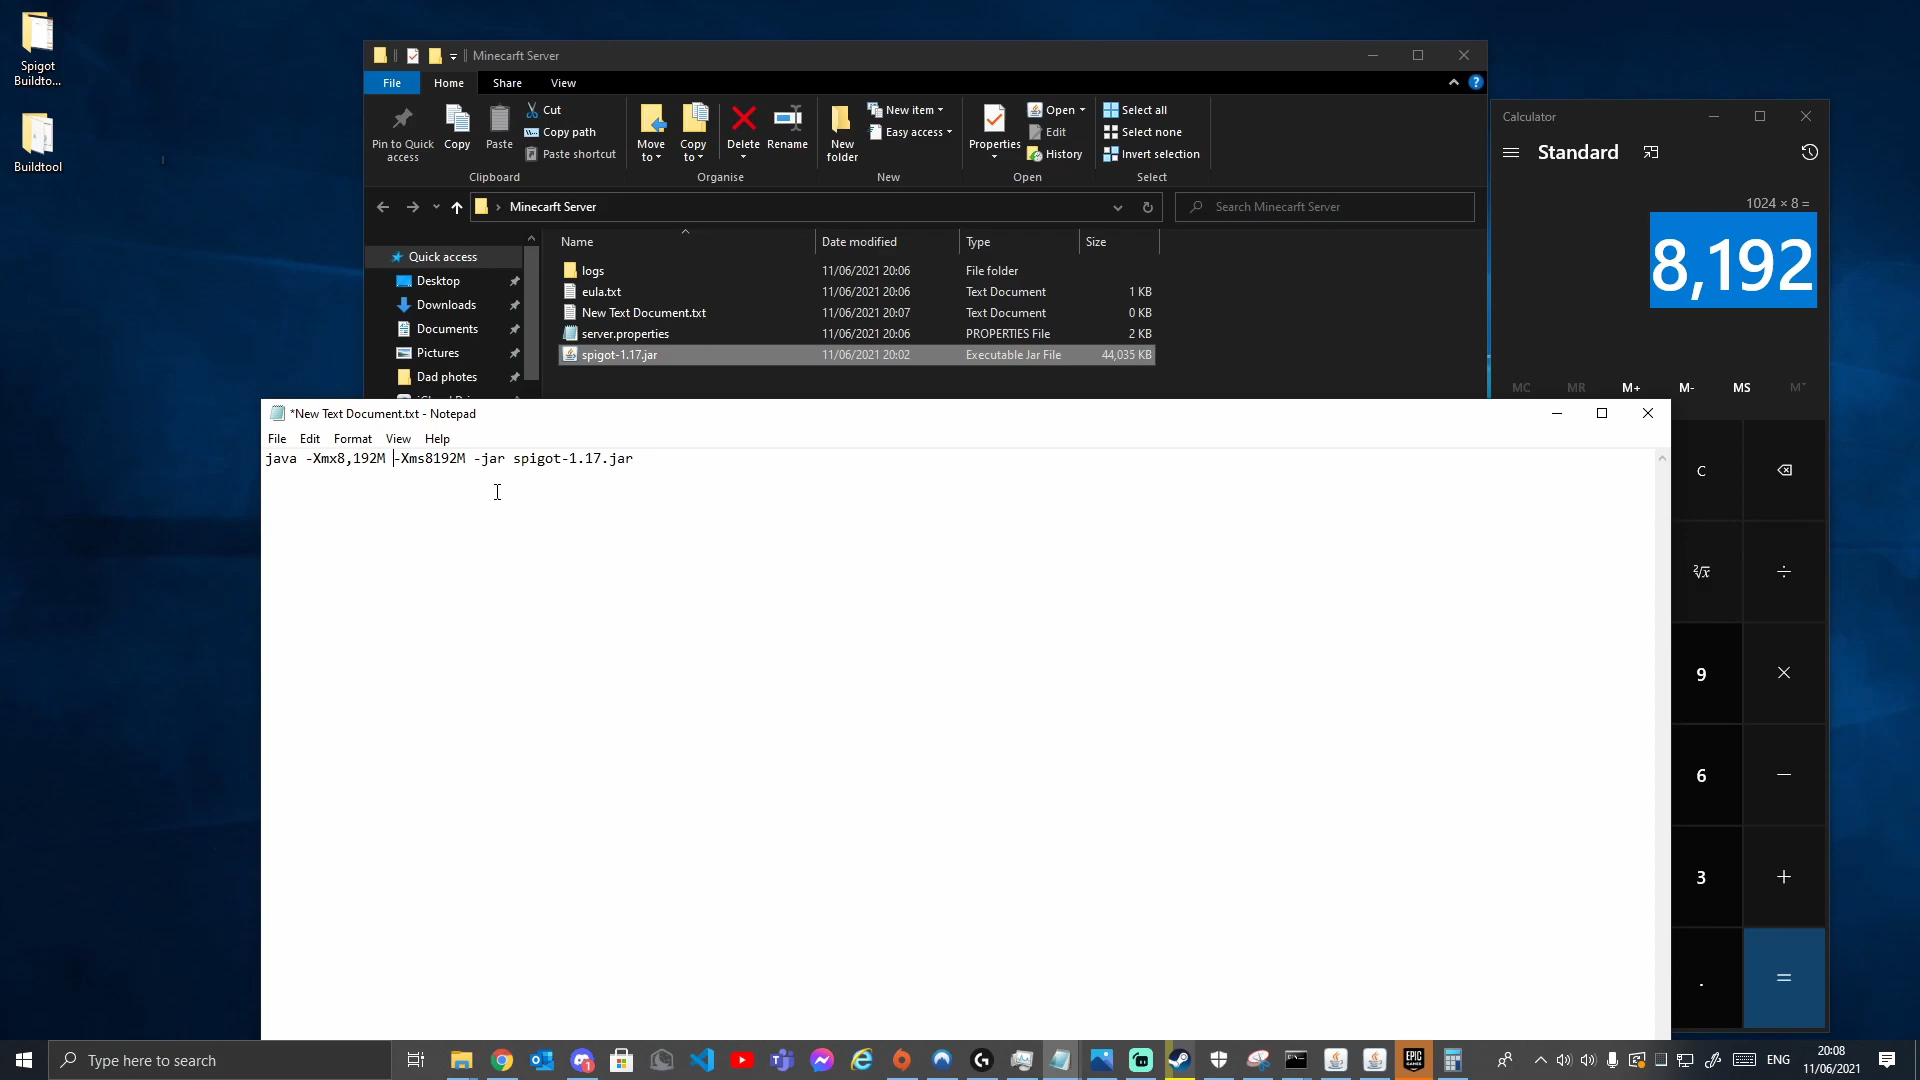 Spigot
Buildto...
Buildtool
Minecarft Server
File Home Share View
Pin to Quick access
Copy
Paste
Cut
Copy path
Paste shortcut
Clipboard
Move to
Copy to
Delete
Rename
Organise
New folder
New item
Easy access
New
Properties
Open
Edit
History
Open
Select all
Select none
Invert selection
Select
Minecarft Server
Search Minecarft Server
Name Date modified Type Size
Quick access
Desktop
Downloads
Documents
Pictures
Dad photos
logs 11/06/2021 20:06 File folder
eula.txt 11/06/2021 20:06 Text Document 1 KB
New Text Document.txt 11/06/2021 20:07 Text Document 0 KB
server.properties 11/06/2021 20:06 PROPERTIES File 2 KB
spigot-1.17.jar 11/06/2021 20:02 Executable Jar File 44,035 KB
Calculator
Standard
1024 × 8 =
8,192
MC MR M+ M- MS M˅
C
²√x ÷
9 ×
6 −
3 +
. =
*New Text Document.txt - Notepad
File Edit Format View Help
java -Xmx8,192M -Xms8192M -jar spigot-1.17.jar
Type here to search
EPIC GAMES
ENG
20:08
11/06/2021